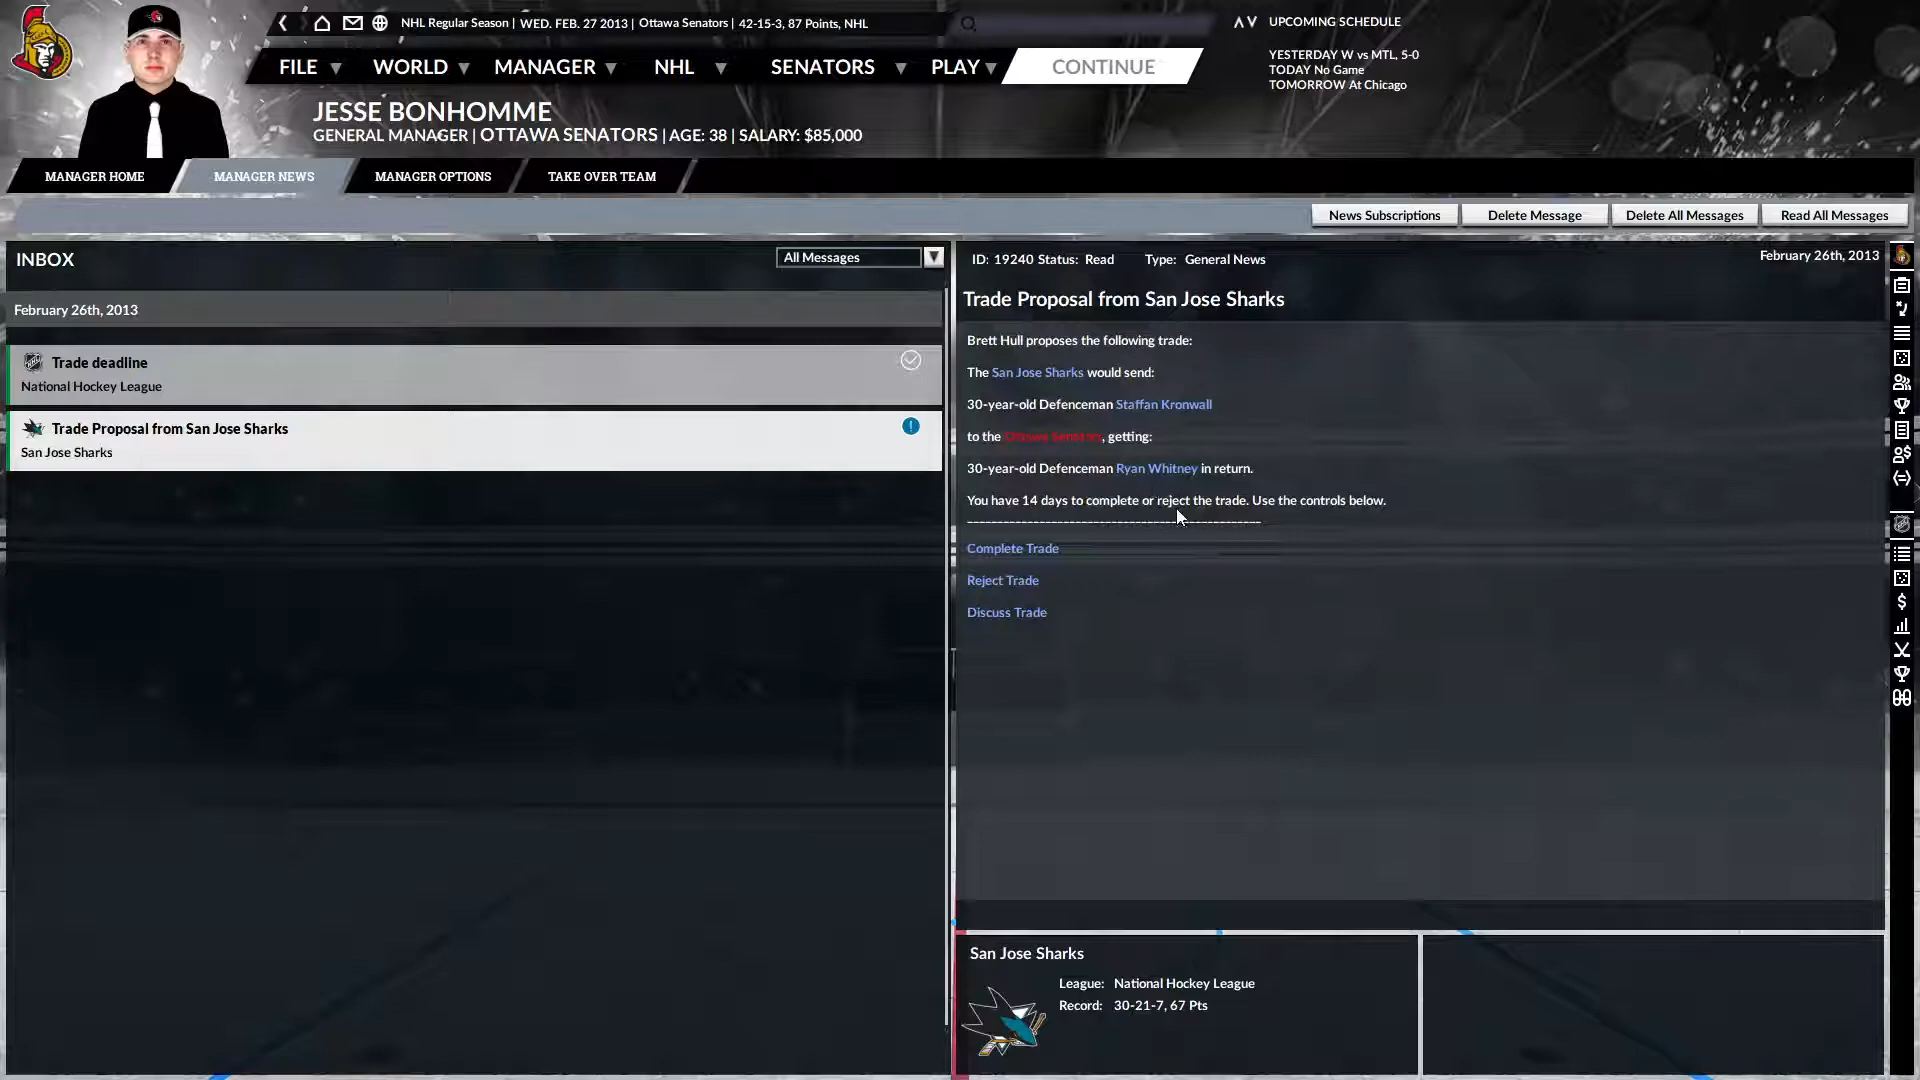 NHL Regular Season | WED. FEB. 27 2013 | Ottawa Senators | 42-15-3, 87 Points, NHL
UPCOMING SCHEDULE
YESTERDAY W vs MTL, 5-0
TODAY No Game
TOMORROW At Chicago
FILE WORLD MANAGER NHL SENATORS PLAY CONTINUE
JESSE BONHOMME
GENERAL MANAGER | OTTAWA SENATORS | AGE: 38 | SALARY: $85,000
MANAGER HOME MANAGER NEWS MANAGER OPTIONS TAKE OVER TEAM
News Subscriptions Delete Message Delete All Messages Read All Messages
INBOX
All Messages
February 26th, 2013
Trade deadline
National Hockey League
Trade Proposal from San Jose Sharks
San Jose Sharks
ID: 19240 Status: Read Type: General News
February 26th, 2013
Trade Proposal from San Jose Sharks
Brett Hull proposes the following trade:
The San Jose Sharks would send:
30-year-old Defenceman Staffan Kronwall
to the Ottawa Senators, getting:
30-year-old Defenceman Ryan Whitney in return.
You have 14 days to complete or reject the trade. Use the controls below.
Complete Trade
Reject Trade
Discuss Trade
San Jose Sharks
League: National Hockey League
Record: 30-21-7, 67 Pts